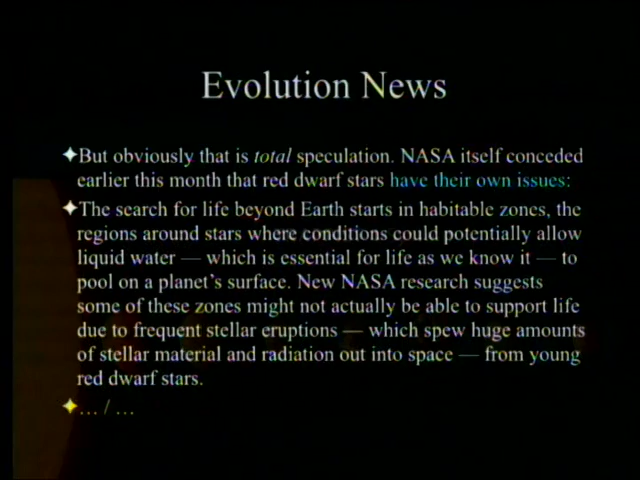 Evolution News
But obviously that is total speculation. NASA itself conceded
earlier this month that red dwarf stars have their own issues:
The search for life beyond Earth starts in habitable zones, the
regions around stars where conditions could potentially allow
liquid water — which is essential for life as we know it — to
pool on a planet’s surface. New NASA research suggests
some of these zones might not actually be able to support life
due to frequent stellar eruptions — which spew huge amounts
of stellar material and radiation out into space — from young
red dwarf stars.
… / …